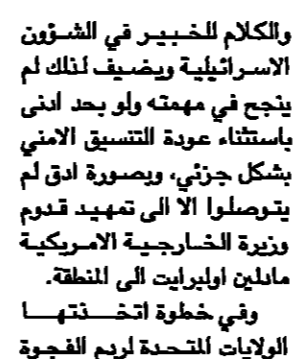 والكلام للخبير في الشؤون
الاسرائيلية ويضيف لذلك لم
ينجح في مهمته ولو بحد ادنى
باستثناء عودة التنسيق الامني
بشكل جزئي، وبصورة ادق لم
يتوصلوا الا الى تمهيد قدوم
وزيرة الخارجية الامريكية
مادلين اولبرايت الى المنطقة.
وفي خطوة اتخذتها
الولايات المتحدة لردم الفجوة